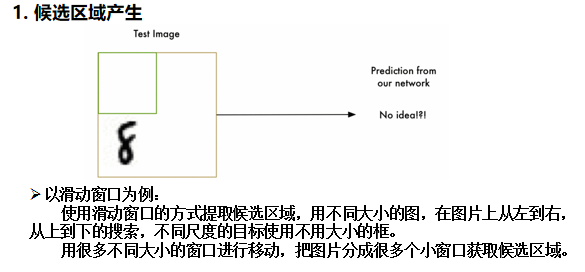 1. 候选区域产生
Test Image
Prediction from
our network
No idea!?!
8
➢ 以滑动窗口为例：
使用滑动窗口的方式提取候选区域，用不同大小的图，在图片上从左到右，
从上到下的搜索，不同尺度的目标使用不用大小的框。
用很多不同大小的窗口进行移动，把图片分成很多个小窗口获取候选区域。